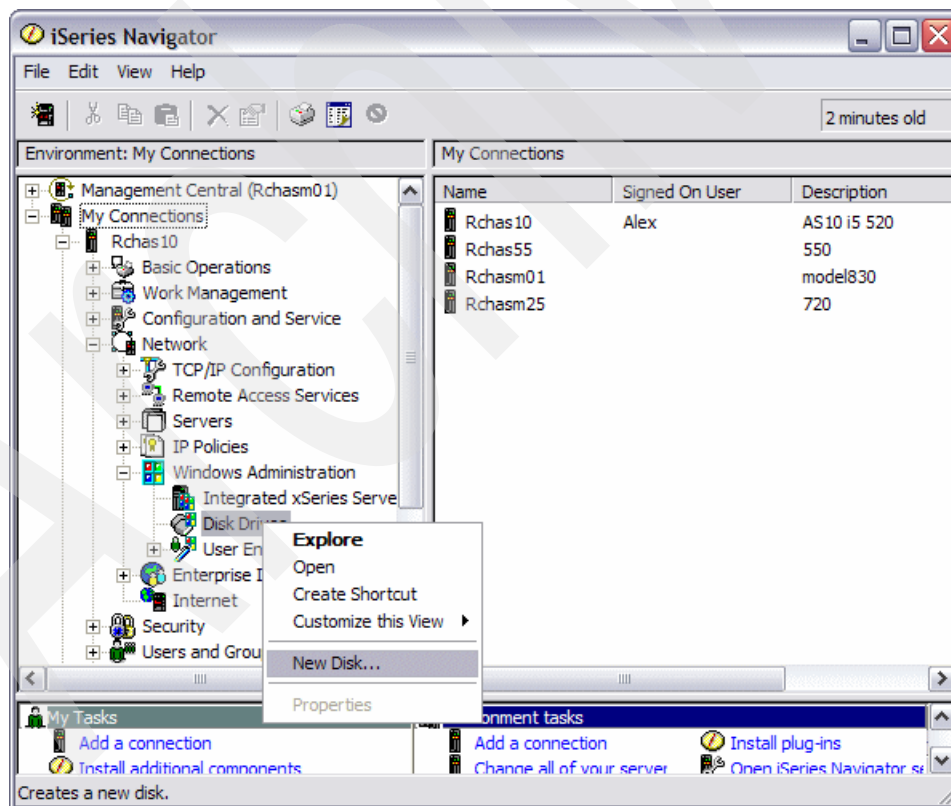 iSeries Navigator
File Edit View Help
2 minutes old
Environment: My Connections
My Connections
Management Central (Rchasm01)
My Connections
Rchas10
Basic Operations
Work Management
Configuration and Service
Network
TCP/IP Configuration
Remote Access Services
Servers
IP Policies
Windows Administration
Integrated xSeries Serve
Disk Drives
User En
Enterprise I
Internet
Security
Users and Grou
Name Signed On User Description
Rchas10 Alex AS10 i5 520
Rchas55 550
Rchasm01 model830
Rchasm25 720
Explore
Open
Create Shortcut
Customize this View
New Disk...
Properties
My Tasks
Add a connection
Install additional components
onment tasks
Add a connection
Install plug-ins
Change all of your server
Open iSeries Navigator se
Creates a new disk.